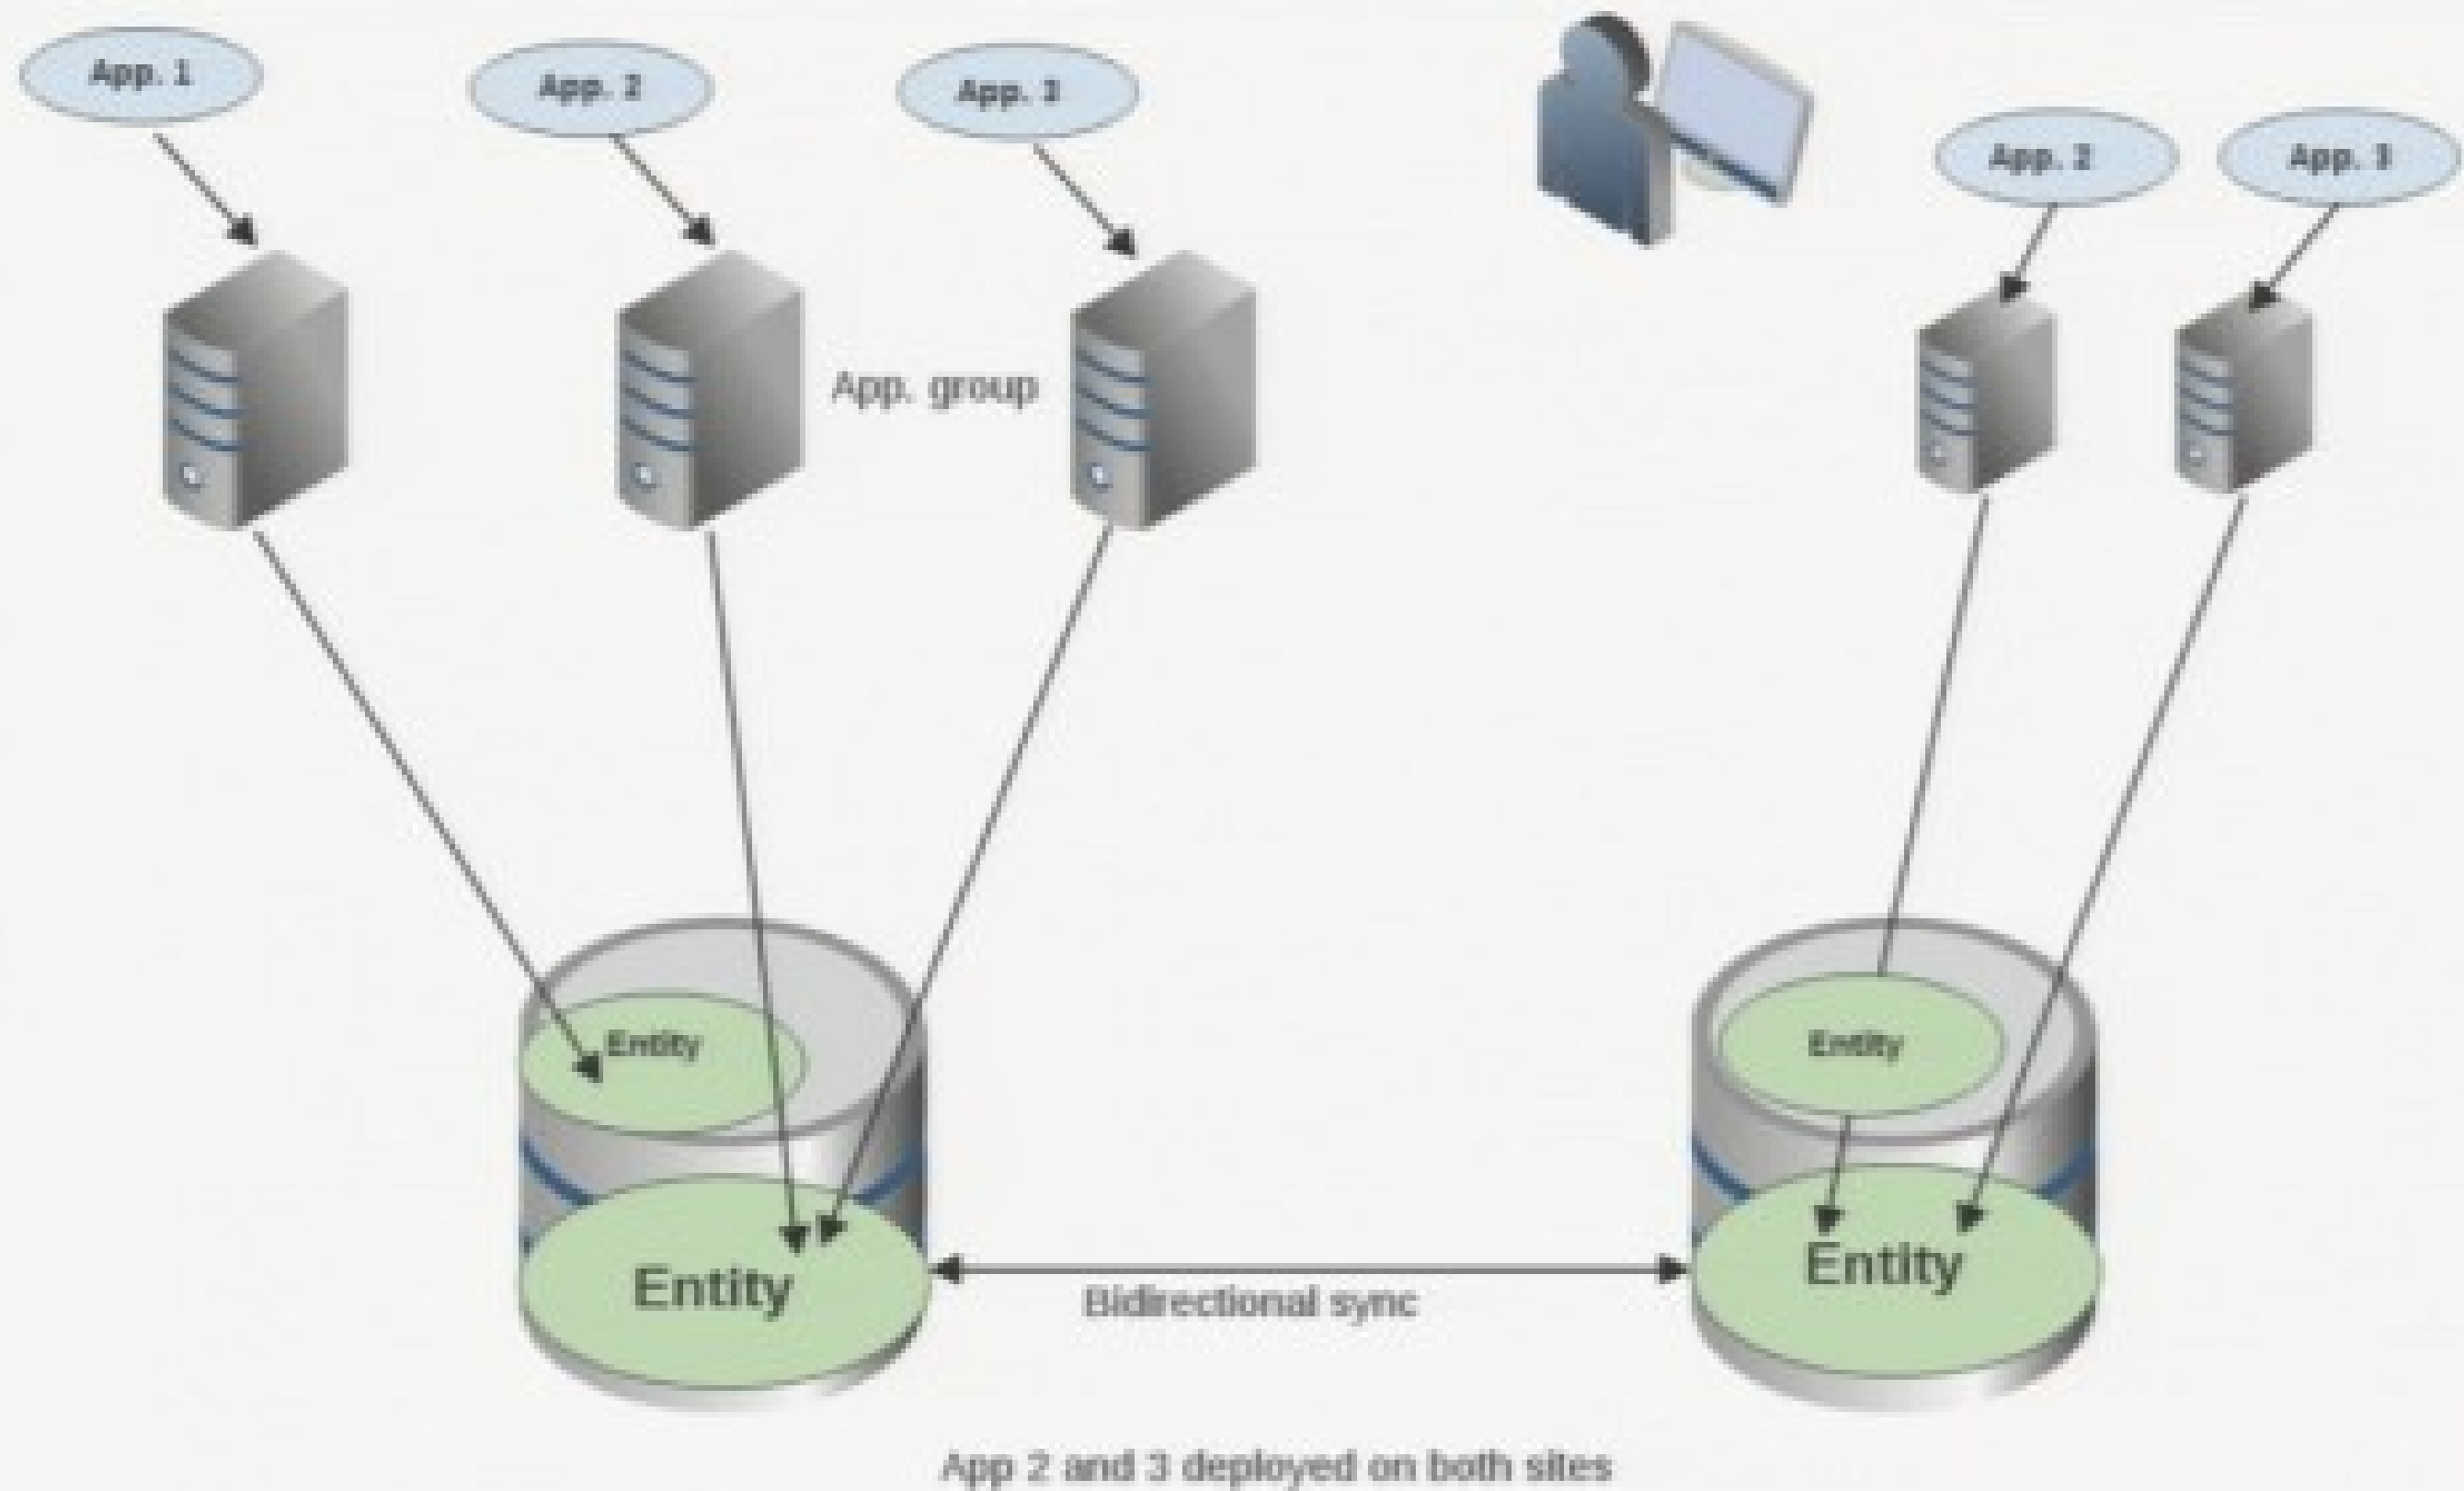 App. 1
App. 2
App. 3
App. 2
App. 3
App. group
Entity
Entity
Entity
Entity
Bidirectional sync
App 2 and 3 deployed on both sites